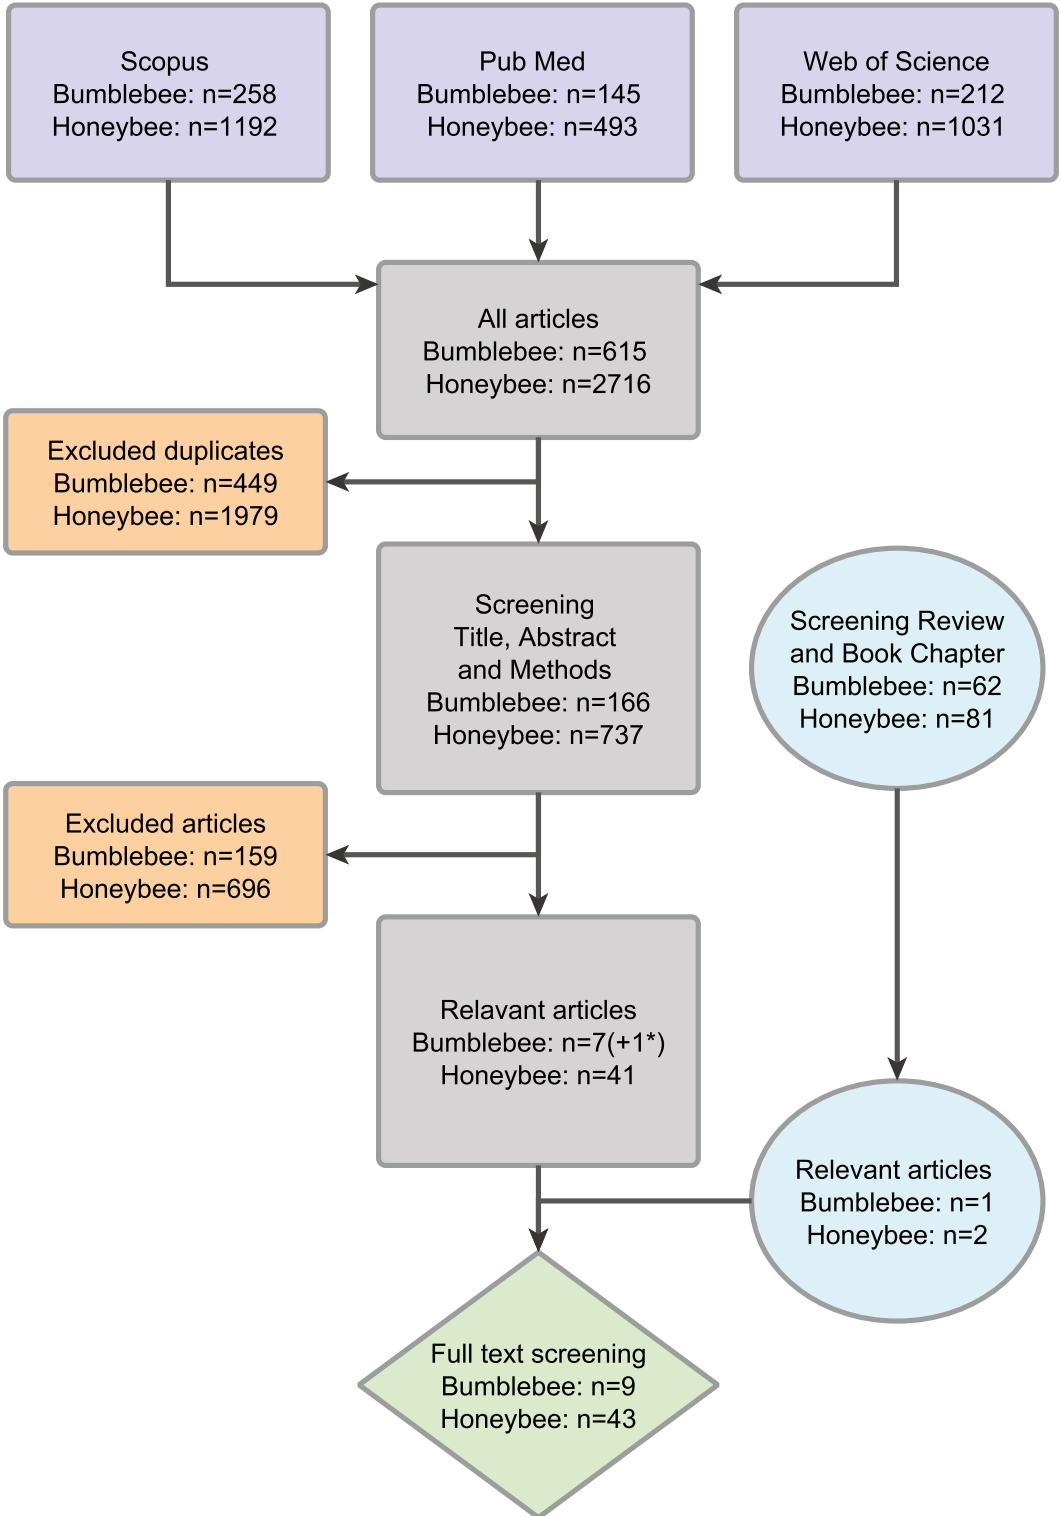 Scopus
Bumblebee: n=258
Honeybee: n=1192
Pub Med
Bumblebee: n=145
Honeybee: n=493
Web of Science
Bumblebee: n=212
Honeybee: n=1031
All articles
Bumblebee: n=615
Honeybee: n=2716
Excluded duplicates
Bumblebee: n=449
Honeybee: n=1979
Screening
Title, Abstract
and Methods
Bumblebee: n=166
Honeybee: n=737
Screening Review
and Book Chapter
Bumblebee: n=62
Honeybee: n=81
Excluded articles
Bumblebee: n=159
Honeybee: n=696
Relavant articles
Bumblebee: n=7(+1*)
Honeybee: n=41
Relevant articles
Bumblebee: n=1
Honeybee: n=2
Full text screening
Bumblebee: n=9
Honeybee: n=43